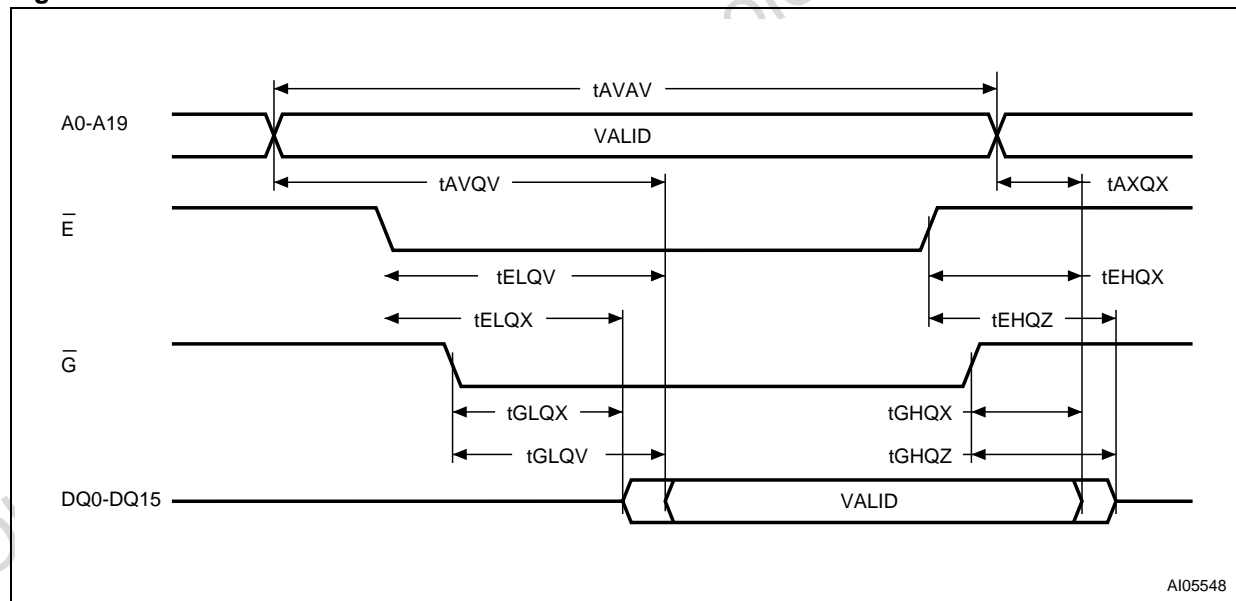 tAVAV
A0-A19
VALID
tAVQV
tAXQX
E̅
tELQV
tEHQX
tELQX
tEHQZ
G̅
tGLQX
tGHQX
tGLQV
tGHQZ
DQ0-DQ15
VALID
AI05548